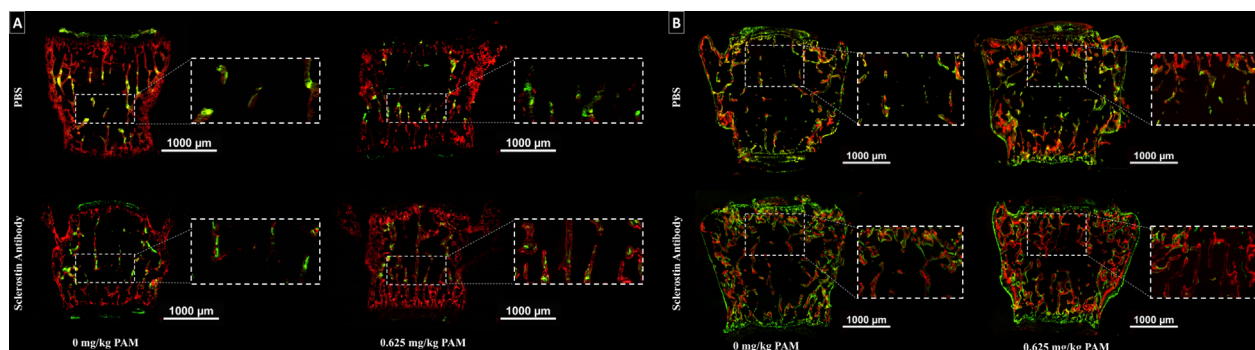 A
B
PBS
1000 µm
1000 µm
PBS
1000 µm
1000 µm
Sclerostin Antibody
1000 µm
1000 µm
Sclerostin Antibody
1000 µm
1000 µm
0 mg/kg PAM
0.625 mg/kg PAM
0 mg/kg PAM
0.625 mg/kg PAM